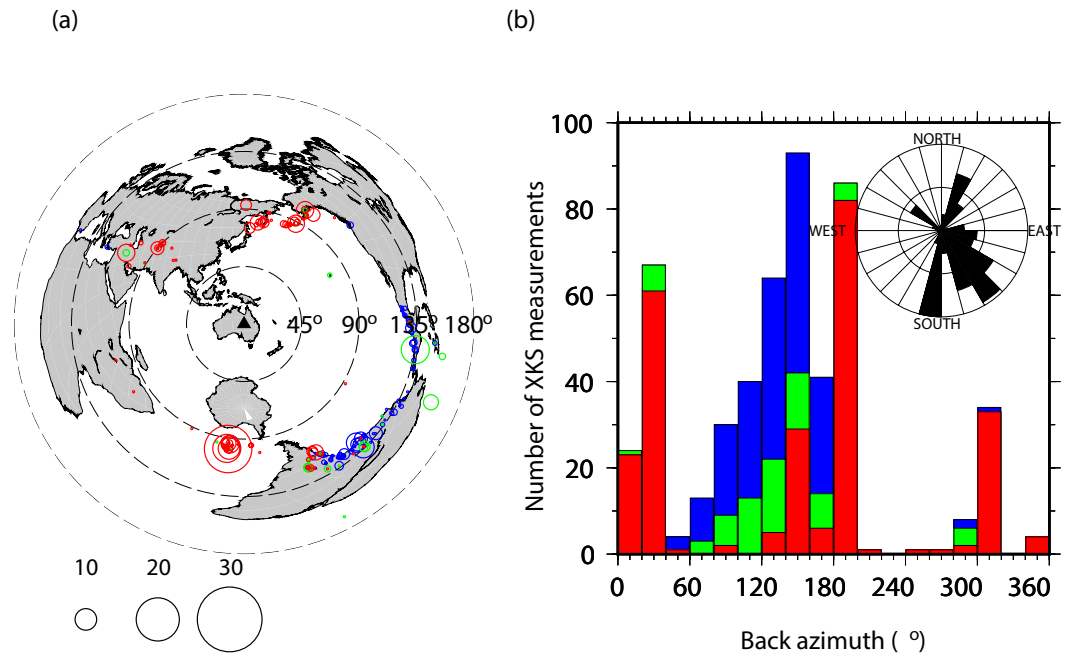 (a)
(b)
45º 90º 135º 180º
10 20 30
Number of XKS measurements
100
80
60
40
20
0
NORTH
WEST
EAST
SOUTH
0 60 120 180 240 300 360
Back azimuth ( º)